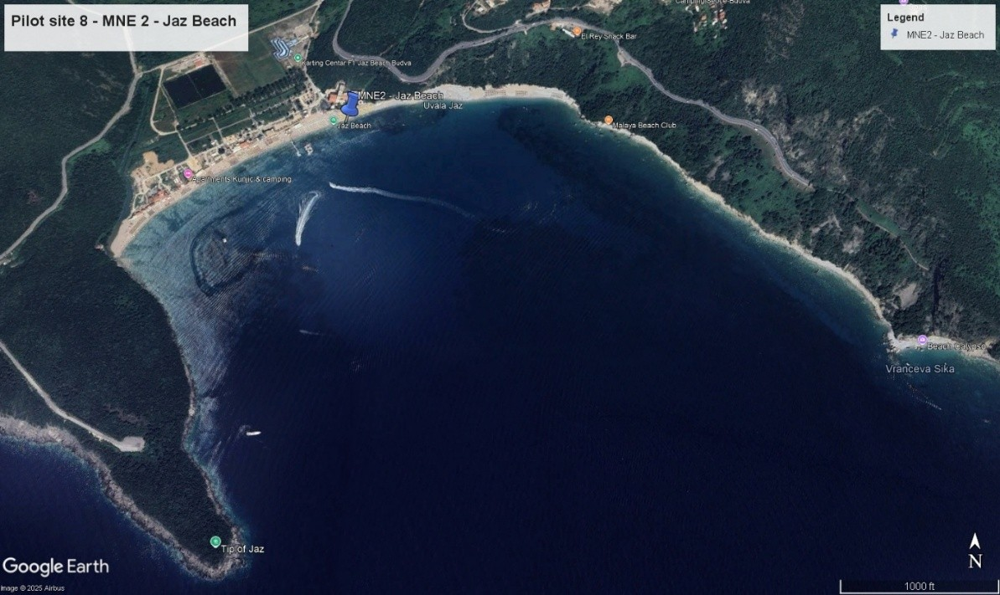 Pilot site 8 - MNE 2 - Jaz Beach
Legend
MNE2 - Jaz Beach
El Rey Snack Bar
Karting Centar F1 Jaz Beach Budva
MNE2 - Jaz Beach
Uvala Jaz
Jaz Beach
Malaya Beach Club
Apartments Kunjic & camping
Beach Calypso
Vranceva Sika
Tip of Jaz
Google Earth
Image © 2025 Airbus
N
1000 ft